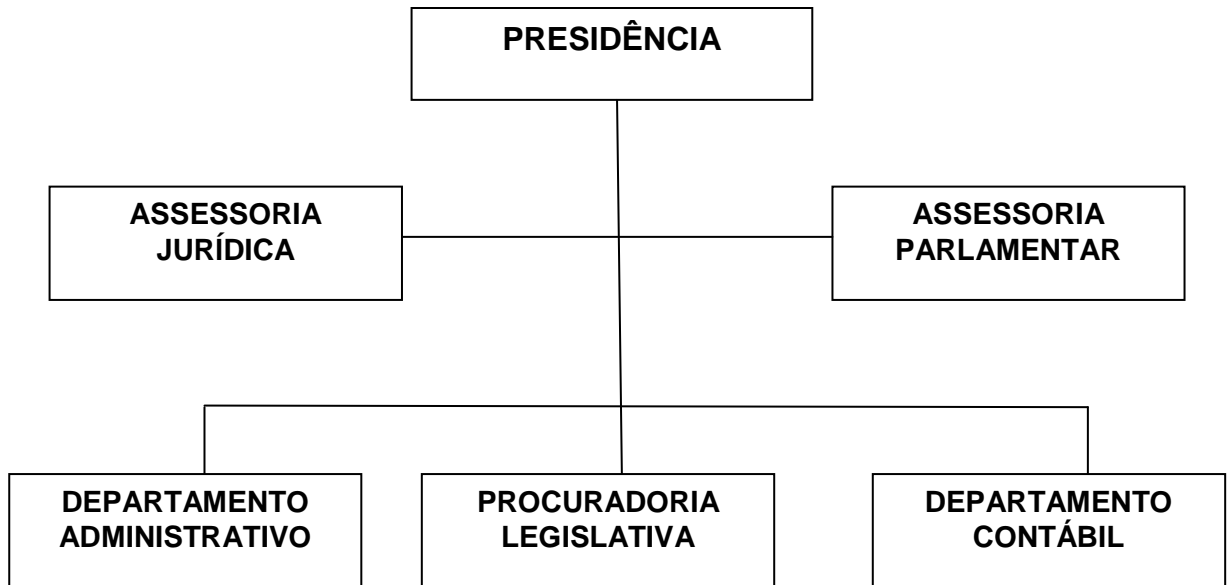 PRESIDÊNCIA
ASSESSORIA
JURÍDICA
ASSESSORIA
PARLAMENTAR
DEPARTAMENTO
ADMINISTRATIVO
PROCURADORIA
LEGISLATIVA
DEPARTAMENTO
CONTÁBIL